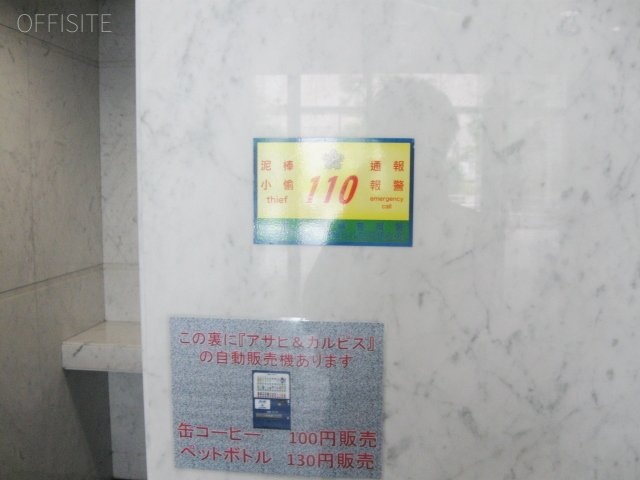 OFFISITE
泥棒 通報
小偷 110 報警
thief emergency call
この裏に『アサヒ&カルピス』
の自動販売機あります
缶コーヒー 100円販売
ペットボトル 130円販売